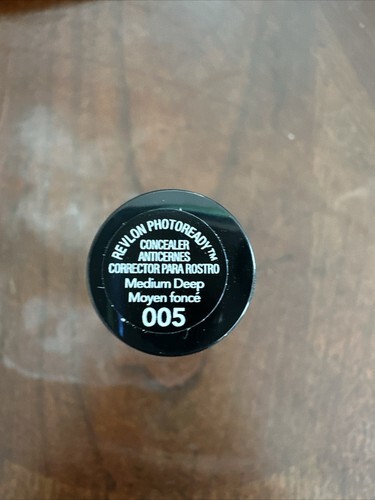 REVLON PHOTOREADY™
CONCEALER
ANTICERNES
CORRECTOR PARA ROSTRO
Medium Deep
Moyen foncé
005